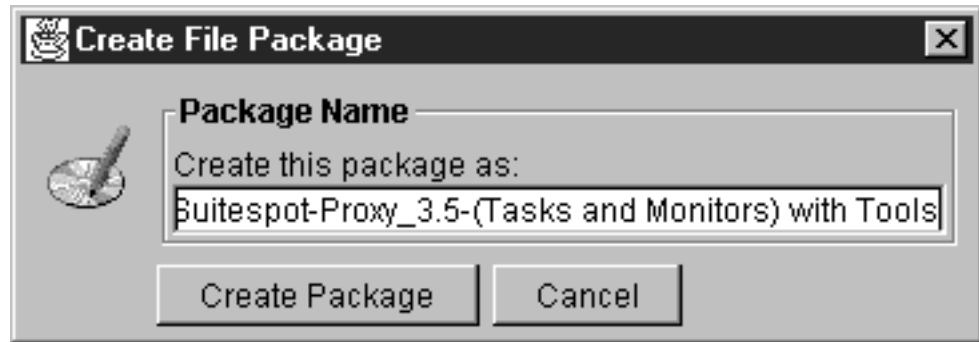 Create File Package
Package Name
Create this package as:
Suitespot-Proxy_3.5-(Tasks and Monitors) with Tools
Create Package
Cancel